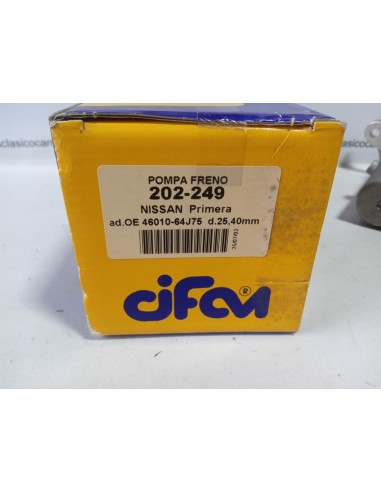 POMPA FRENO
202-249
NISSAN Primera
ad.OE 46010-64J75 d.25,40mm
CIFAM ®